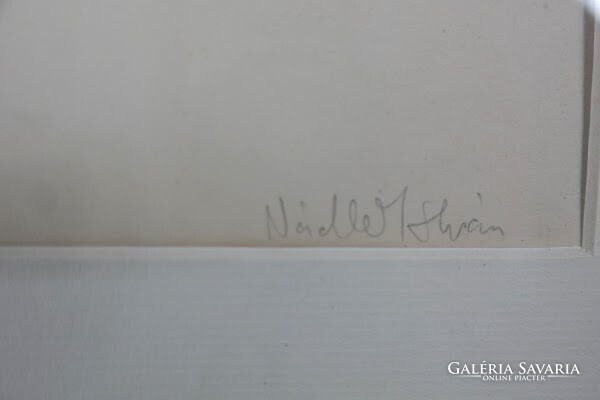 Nádler István
GALÉRIA SAVARIA
ONLINE PIACTÉR